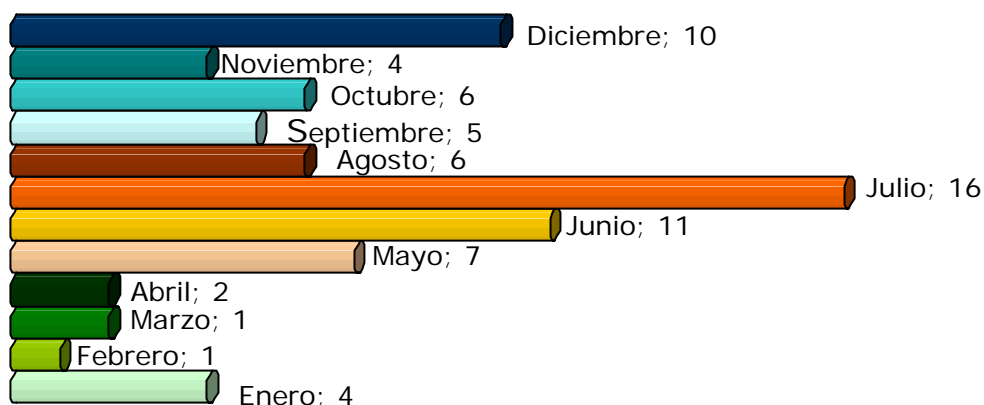 Diciembre; 10
Noviembre; 4
Octubre; 6
Septiembre; 5
Agosto; 6
Julio; 16
Junio; 11
Mayo; 7
Abril; 2
Marzo; 1
Febrero; 1
Enero; 4